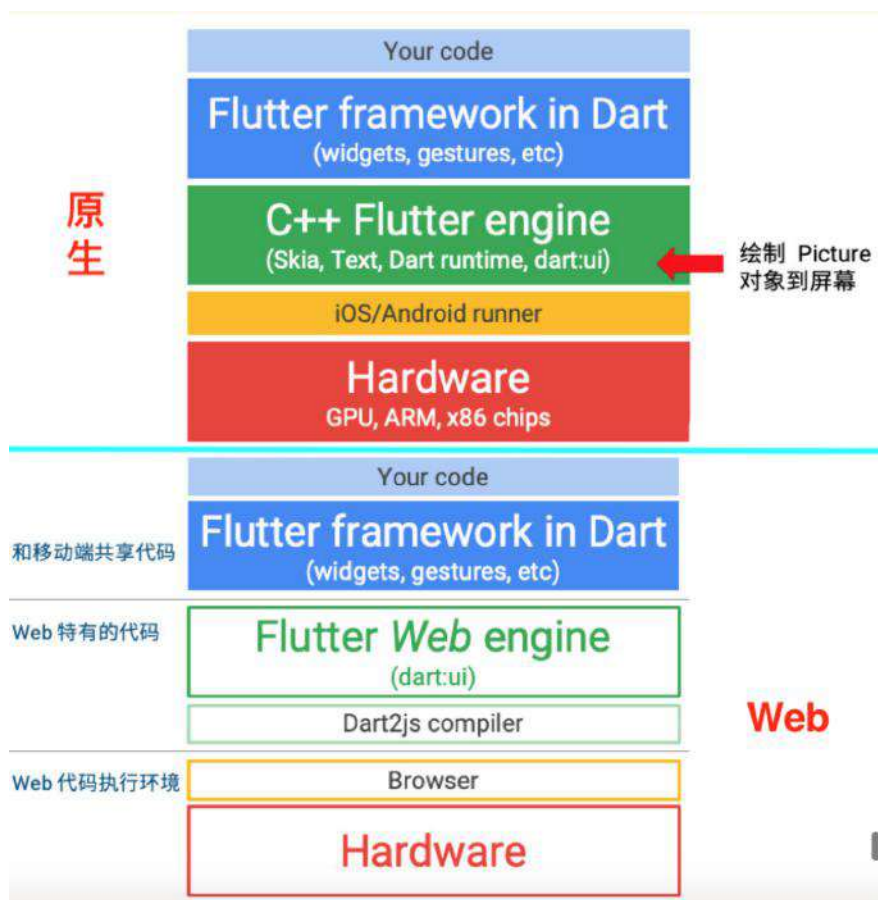 Your code
Flutter framework in Dart
(widgets, gestures, etc)
原
生
C++ Flutter engine
(Skia, Text, Dart runtime, dart:ui)
绘制 Picture
对象到屏幕
iOS/Android runner
Hardware
GPU, ARM, x86 chips
Your code
和移动端共享代码
Flutter framework in Dart
(widgets, gestures, etc)
Web 特有的代码
Flutter Web engine
(dart:ui)
Dart2js compiler
Web
Web 代码执行环境
Browser
Hardware